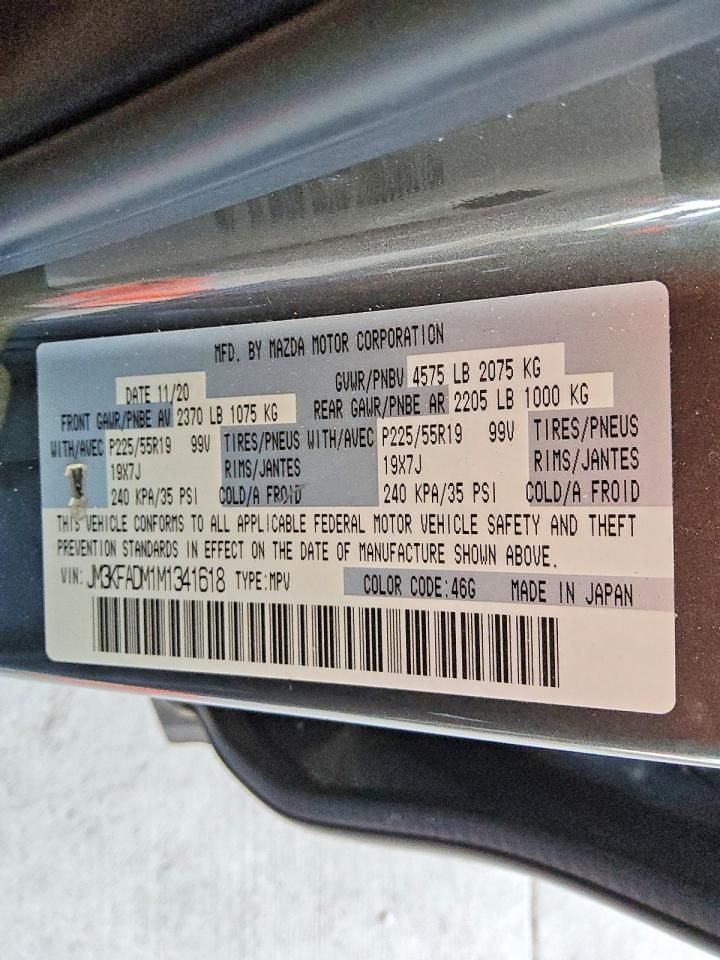 MFD. BY MAZDA MOTOR CORPORATION
DATE 11/20 GVWR/PNBV 4575 LB 2075 KG
FRONT GAWR/PNBE AV 2370 LB 1075 KG REAR GAWR/PNBE AR 2205 LB 1000 KG
WITH/AVEC P225/55R19 99V TIRES/PNEUS WITH/AVEC P225/55R19 99V TIRES/PNEUS
19X7J RIMS/JANTES 19X7J RIMS/JANTES
240 KPA/35 PSI COLD/A FROID 240 KPA/35 PSI COLD/A FROID
THIS VEHICLE CONFORMS TO ALL APPLICABLE FEDERAL MOTOR VEHICLE SAFETY AND THEFT
PREVENTION STANDARDS IN EFFECT ON THE DATE OF MANUFACTURE SHOWN ABOVE.
VIN: JM3KFADM1M1341618 TYPE:MPV COLOR CODE:46G MADE IN JAPAN